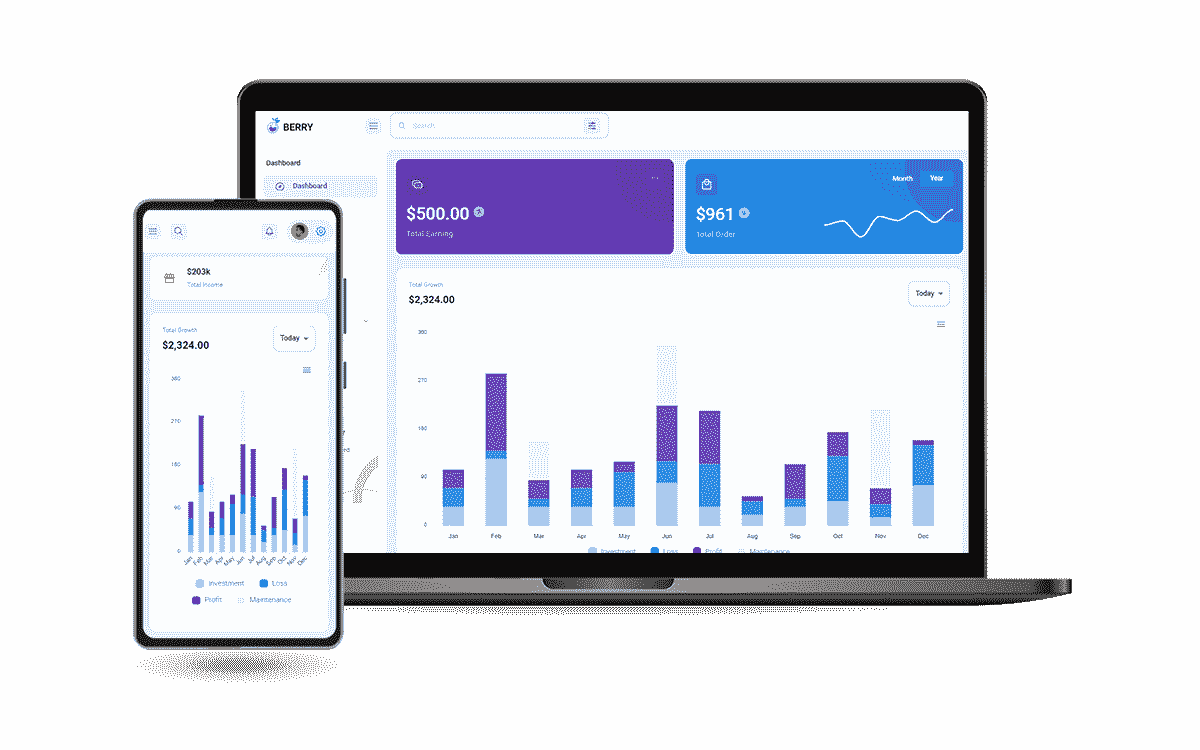 BERRY
Search
Dashboard
Dashboard
$500.00
Total Earning
Month Year
$961
Total Order
Total Growth
$2,324.00
Today
360
270
180
90
0
Jan Feb Mar Apr May Jun Jul Aug Sep Oct Nov Dec
Investment Loss Profit Maintenance
$203k
Total Income
Total Growth
$2,324.00
Today
360
270
180
90
0
Jan Feb Mar Apr May Jun Jul Aug Sep Oct Nov Dec
Investment Loss
Profit Maintenance